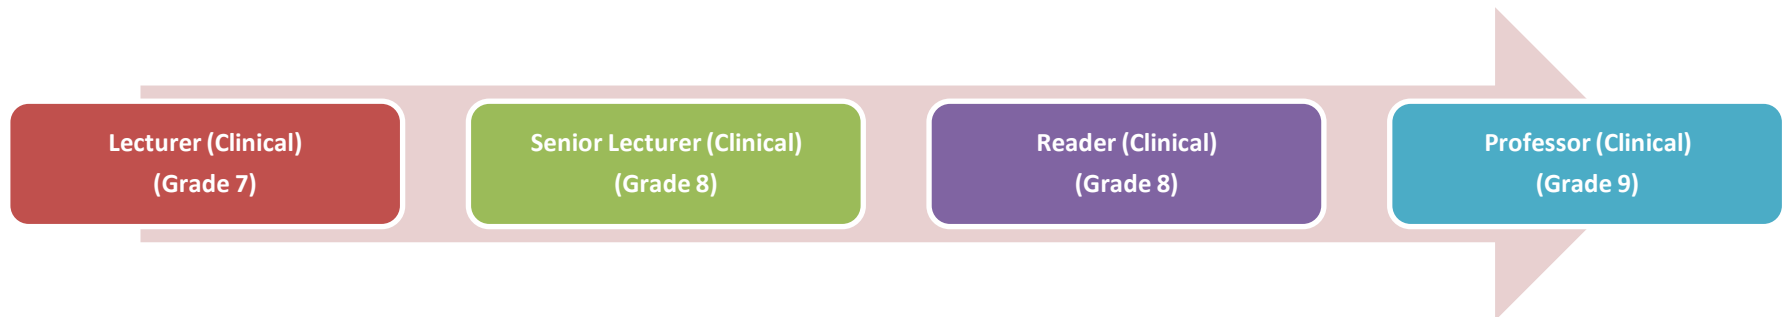 Lecturer (Clinical)
(Grade 7)
Senior Lecturer (Clinical)
(Grade 8)
Reader (Clinical)
(Grade 8)
Professor (Clinical)
(Grade 9)